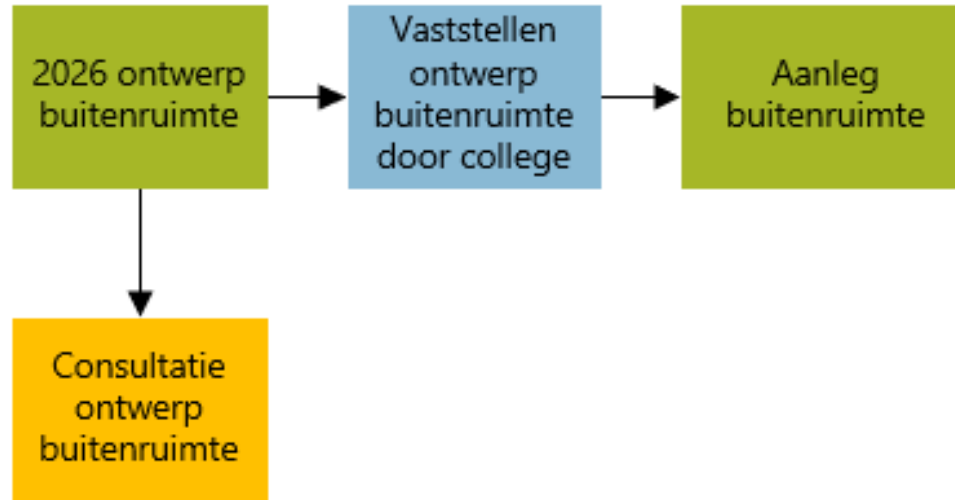 2026 ontwerp
buitenruimte
Vaststellen
ontwerp
buitenruimte
door college
Aanleg
buitenruimte
Consultatie
ontwerp
buitenruimte